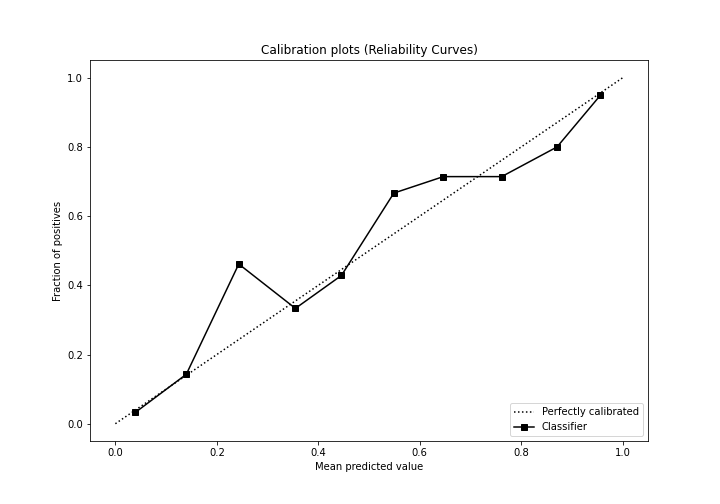 Calibration plots (Reliability Curves)
1.0
0.8
0.6
0.4
0.2
0.0
Fraction of positives
0.0 0.2 0.4 0.6 0.8 1.0
Mean predicted value
Perfectly calibrated
Classifier